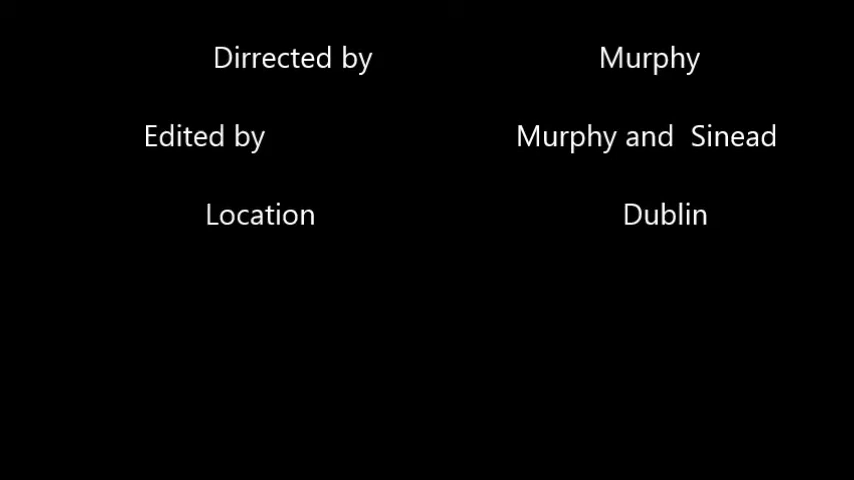 Dirrected by Murphy
Edited by Murphy and  Sinead
Location Dublin